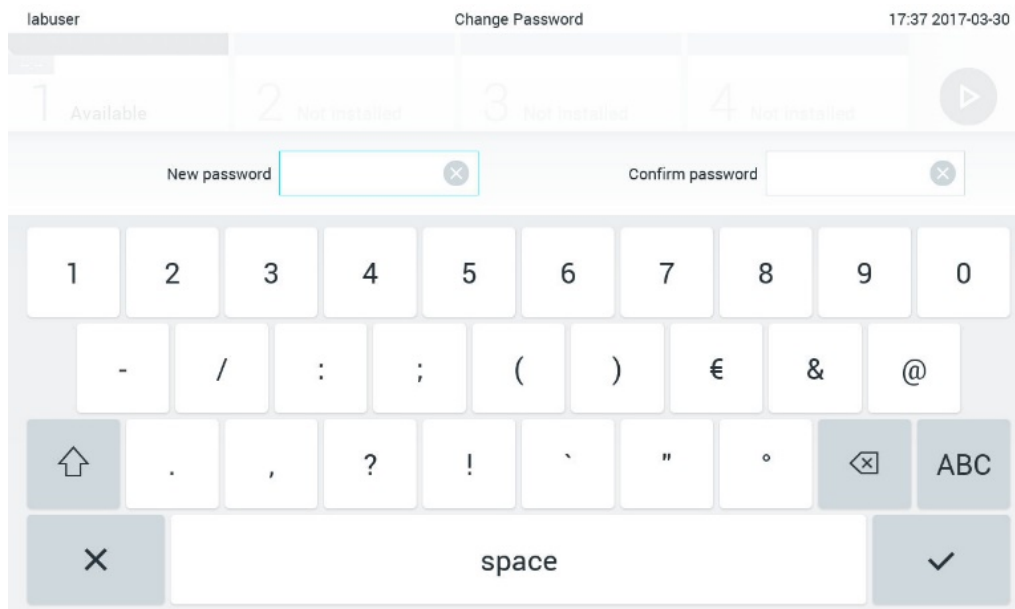 labuser Change Password 17:37 2017-03-30
1 Available 2 Not installed 3 Not installed 4 Not installed
New password Confirm password
1 2 3 4 5 6 7 8 9 0
- / : ; ( ) € & @
. , ? ! ` " ° ABC
space